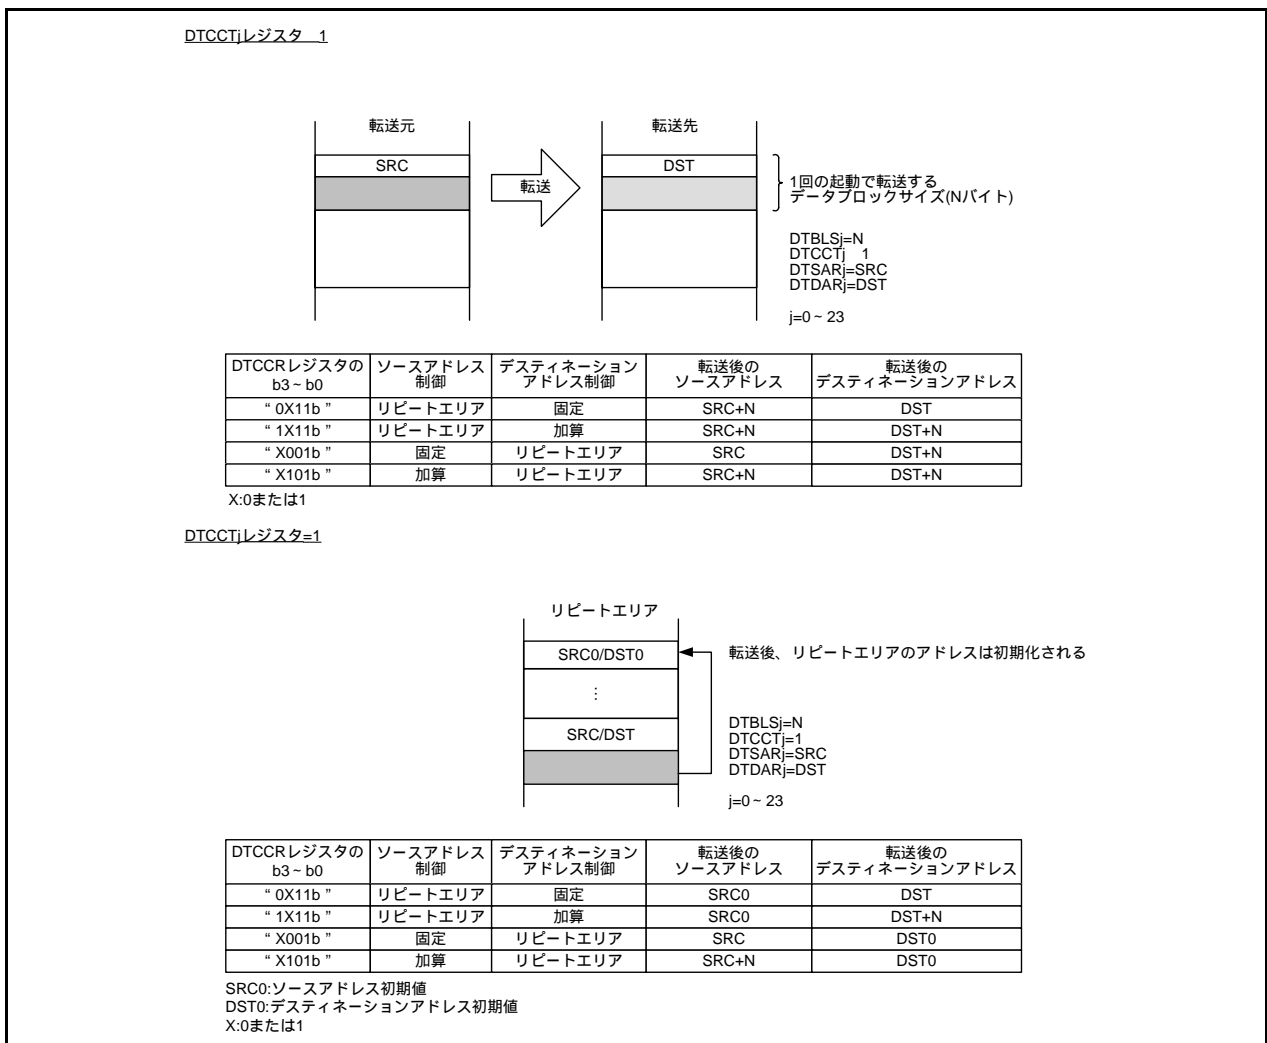 DTCCTjレジスタ 1
転送元
転送先
SRC
DST
転送
1回の起動で転送する
データブロックサイズ(Nバイト)
DTBLSj=N
DTCCTj 1
DTSARj=SRC
DTDARj=DST
j=0~23
DTCCRレジスタの
b3~b0
ソースアドレス
制御
デスティネーション
アドレス制御
転送後の
ソースアドレス
転送後の
デスティネーションアドレス
“0X11b” リピートエリア 固定 SRC+N DST
“1X11b” リピートエリア 加算 SRC+N DST+N
“X001b” 固定 リピートエリア SRC DST+N
“X101b” 加算 リピートエリア SRC+N DST+N
X:0または1
DTCCTjレジスタ=1
リピートエリア
SRC0/DST0
転送後、リピートエリアのアドレスは初期化される
⋮
SRC/DST
DTBLSj=N
DTCCTj=1
DTSARj=SRC
DTDARj=DST
j=0~23
DTCCRレジスタの
b3~b0
ソースアドレス
制御
デスティネーション
アドレス制御
転送後の
ソースアドレス
転送後の
デスティネーションアドレス
“0X11b” リピートエリア 固定 SRC0 DST
“1X11b” リピートエリア 加算 SRC0 DST+N
“X001b” 固定 リピートエリア SRC DST0
“X101b” 加算 リピートエリア SRC+N DST0
SRC0:ソースアドレス初期値
DST0:デスティネーションアドレス初期値
X:0または1